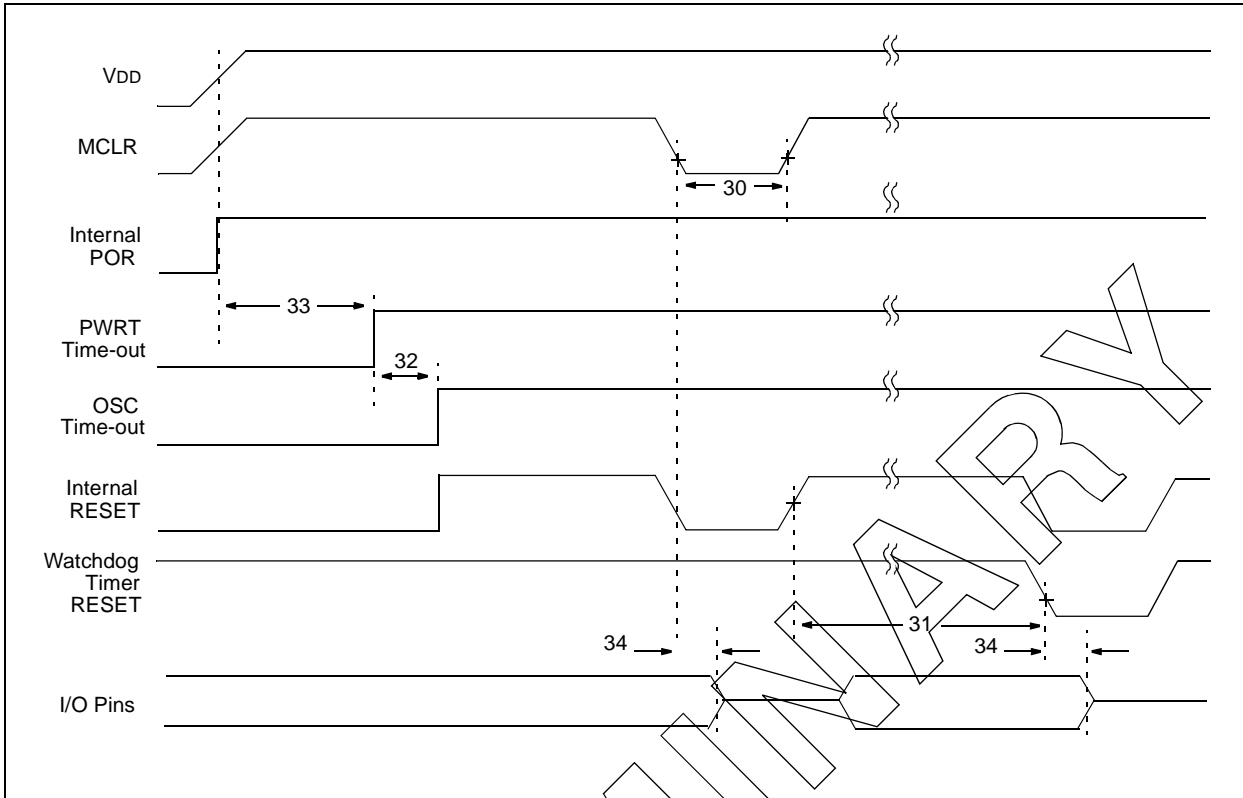 VDD
MCLR
30
Internal
POR
33
PWRT
Time-out
32
OSC
Time-out
Internal
RESET
Watchdog
Timer
RESET
31
34
34
I/O Pins
INARY